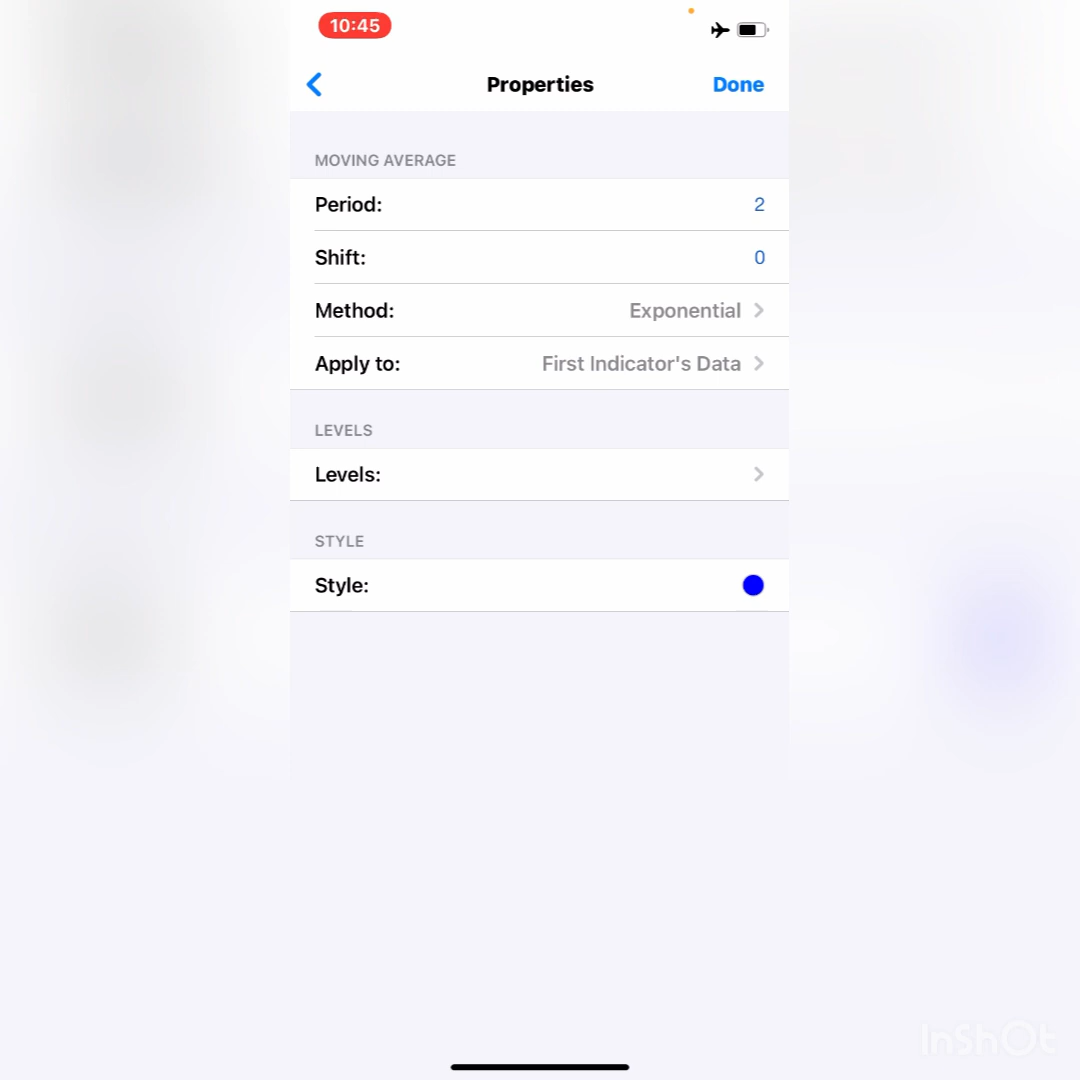 10:45
Properties
Done
MOVING AVERAGE
Period: 2
Shift: 0
Method: Exponential
Apply to: First Indicator's Data
LEVELS
Levels:
STYLE
Style:
InShOt